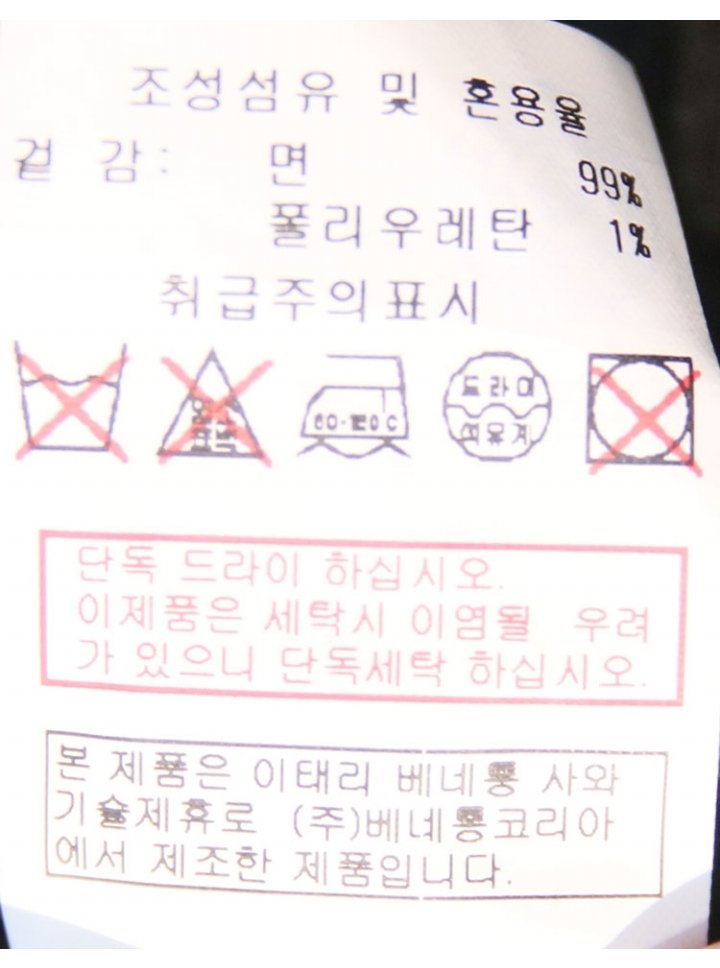 조성섬유 및 혼용율
겉 감: 면 99%
폴리우레탄 1%
취급주의표시
드라이
석유계
단독 드라이 하십시오.
이제품은 세탁시 이염될 우려
가 있으니 단독세탁 하십시오.
본 제품은 이태리 베네통 사와
기술제휴로 (주)베네통코리아
에서 제조한 제품입니다.